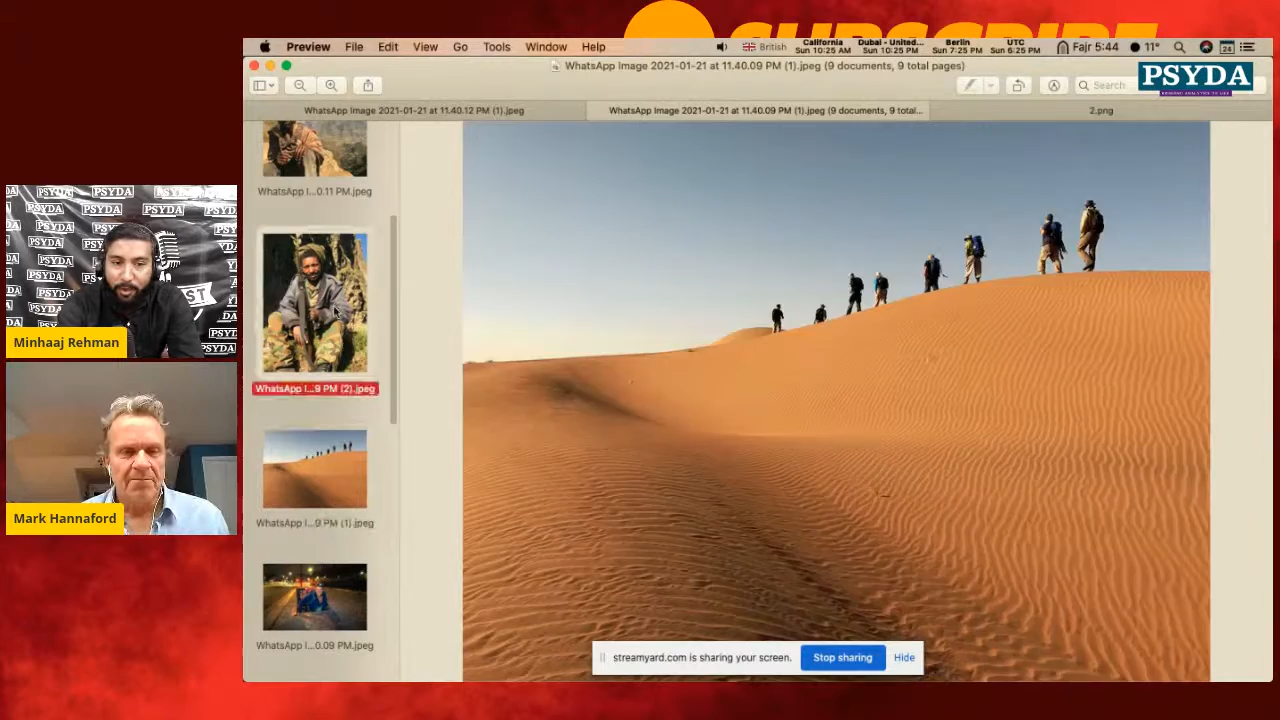 SUBSCRIBE
Preview File Edit View Go Tools Window Help
British
California
Sun 10:25 AM
Dubai - United...
Sun 10:25 PM
Berlin
Sun 7:25 PM
UTC
Sun 6:25 PM
Fajr 5:44
11°
24
WhatsApp Image 2021-01-21 at 11.40.09 PM (1).jpeg (9 documents, 9 total pages)
Search
PSYDA
WhatsApp Image 2021-01-21 at 11.40.12 PM (1).jpeg
WhatsApp Image 2021-01-21 at 11.40.09 PM (1).jpeg (9 documents, 9 total...
2.png
WhatsApp I...0.11 PM.jpeg
WhatsApp I...9 PM (2).jpeg
WhatsApp I...9 PM (1).jpeg
WhatsApp I...0.09 PM.jpeg
PSYDA
Minhaaj Rehman
Mark Hannaford
streamyard.com is sharing your screen.
Stop sharing
Hide